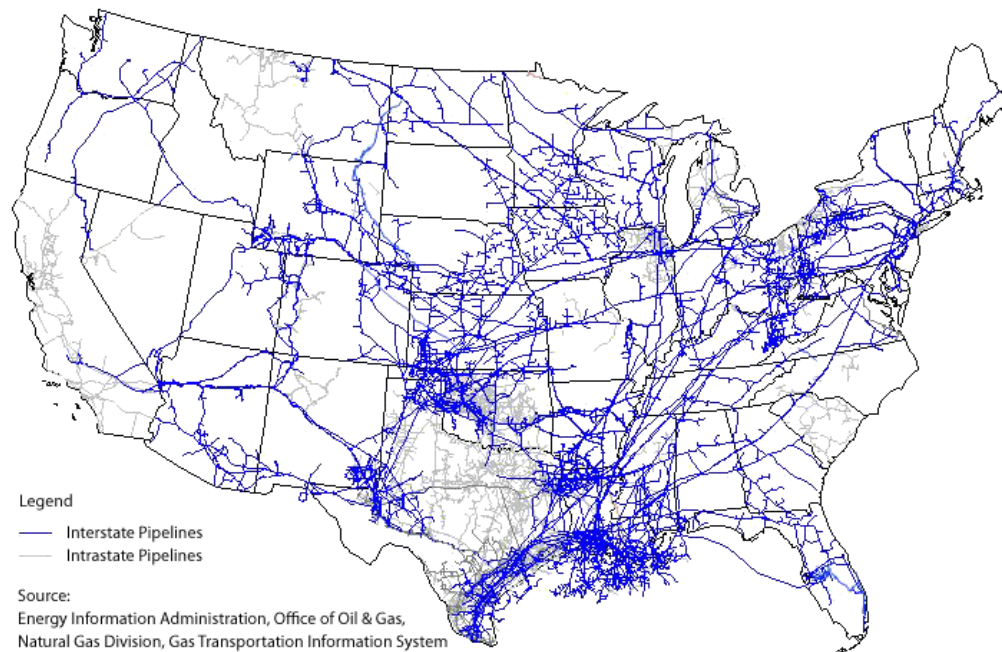 Legend
Interstate Pipelines
Intrastate Pipelines
Source:
Energy Information Administration, Office of Oil & Gas,
Natural Gas Division, Gas Transportation Information System